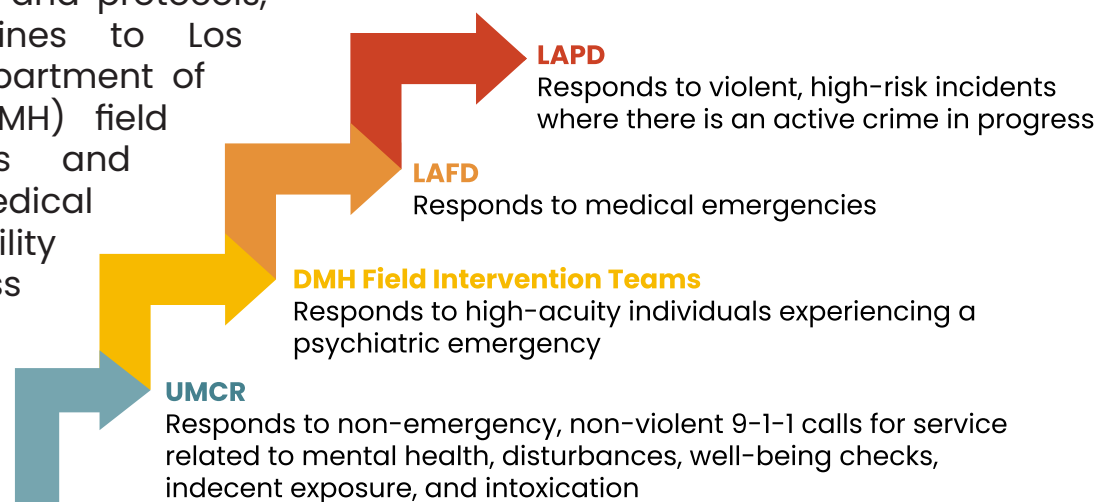 and protocols,
ines to Los
partment of
MH) field
s and
edical
ility
ss
LAPD
Responds to violent, high-risk incidents
where there is an active crime in progress
LAFD
Responds to medical emergencies
DMH Field Intervention Teams
Responds to high-acuity individuals experiencing a
psychiatric emergency
UMCR
Responds to non-emergency, non-violent 9-1-1 calls for service
related to mental health, disturbances, well-being checks,
indecent exposure, and intoxication